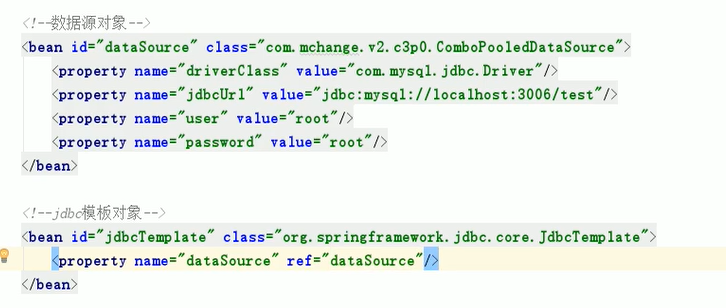 <!--数据源对象-->
<bean id="dataSource" class="com.mchange.v2.c3p0.ComboPooledDataSource">
<property name="driverClass" value="com.mysql.jdbc.Driver"/>
<property name="jdbcUrl" value="jdbc:mysql://localhost:3006/test"/>
<property name="user" value="root"/>
<property name="password" value="root"/>
</bean>
<!--jdbc模板对象-->
<bean id="jdbcTemplate" class="org.springframework.jdbc.core.JdbcTemplate">
<property name="dataSource" ref="dataSource"/>
</bean>